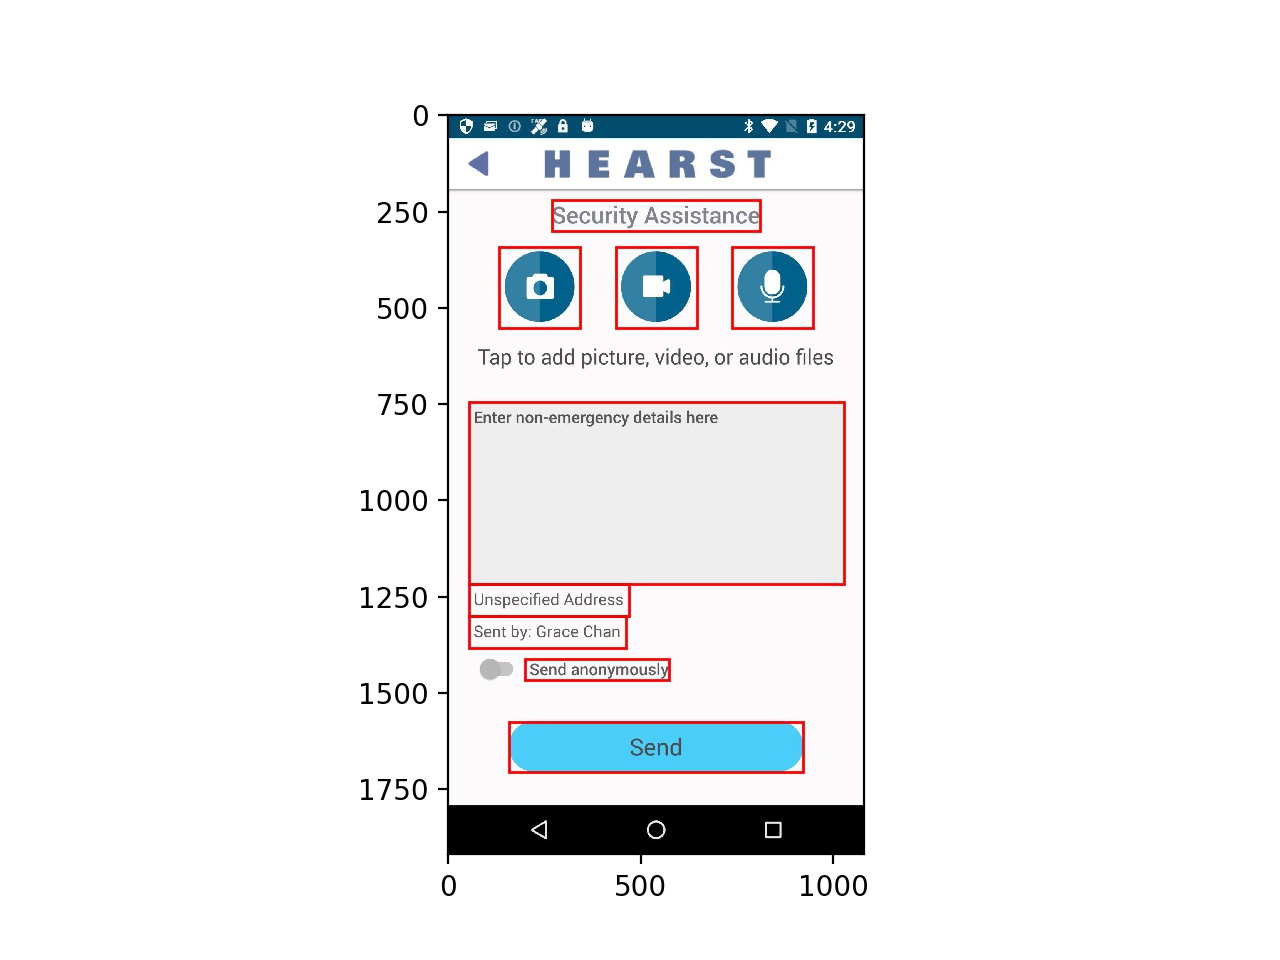 0
4:29
HEARST
250
Security Assistance
500
Tap to add picture, video, or audio files
750
Enter non-emergency details here
1000
1250
Unspecified Address
Sent by: Grace Chan
Send anonymously
1500
Send
1750
0 500 1000